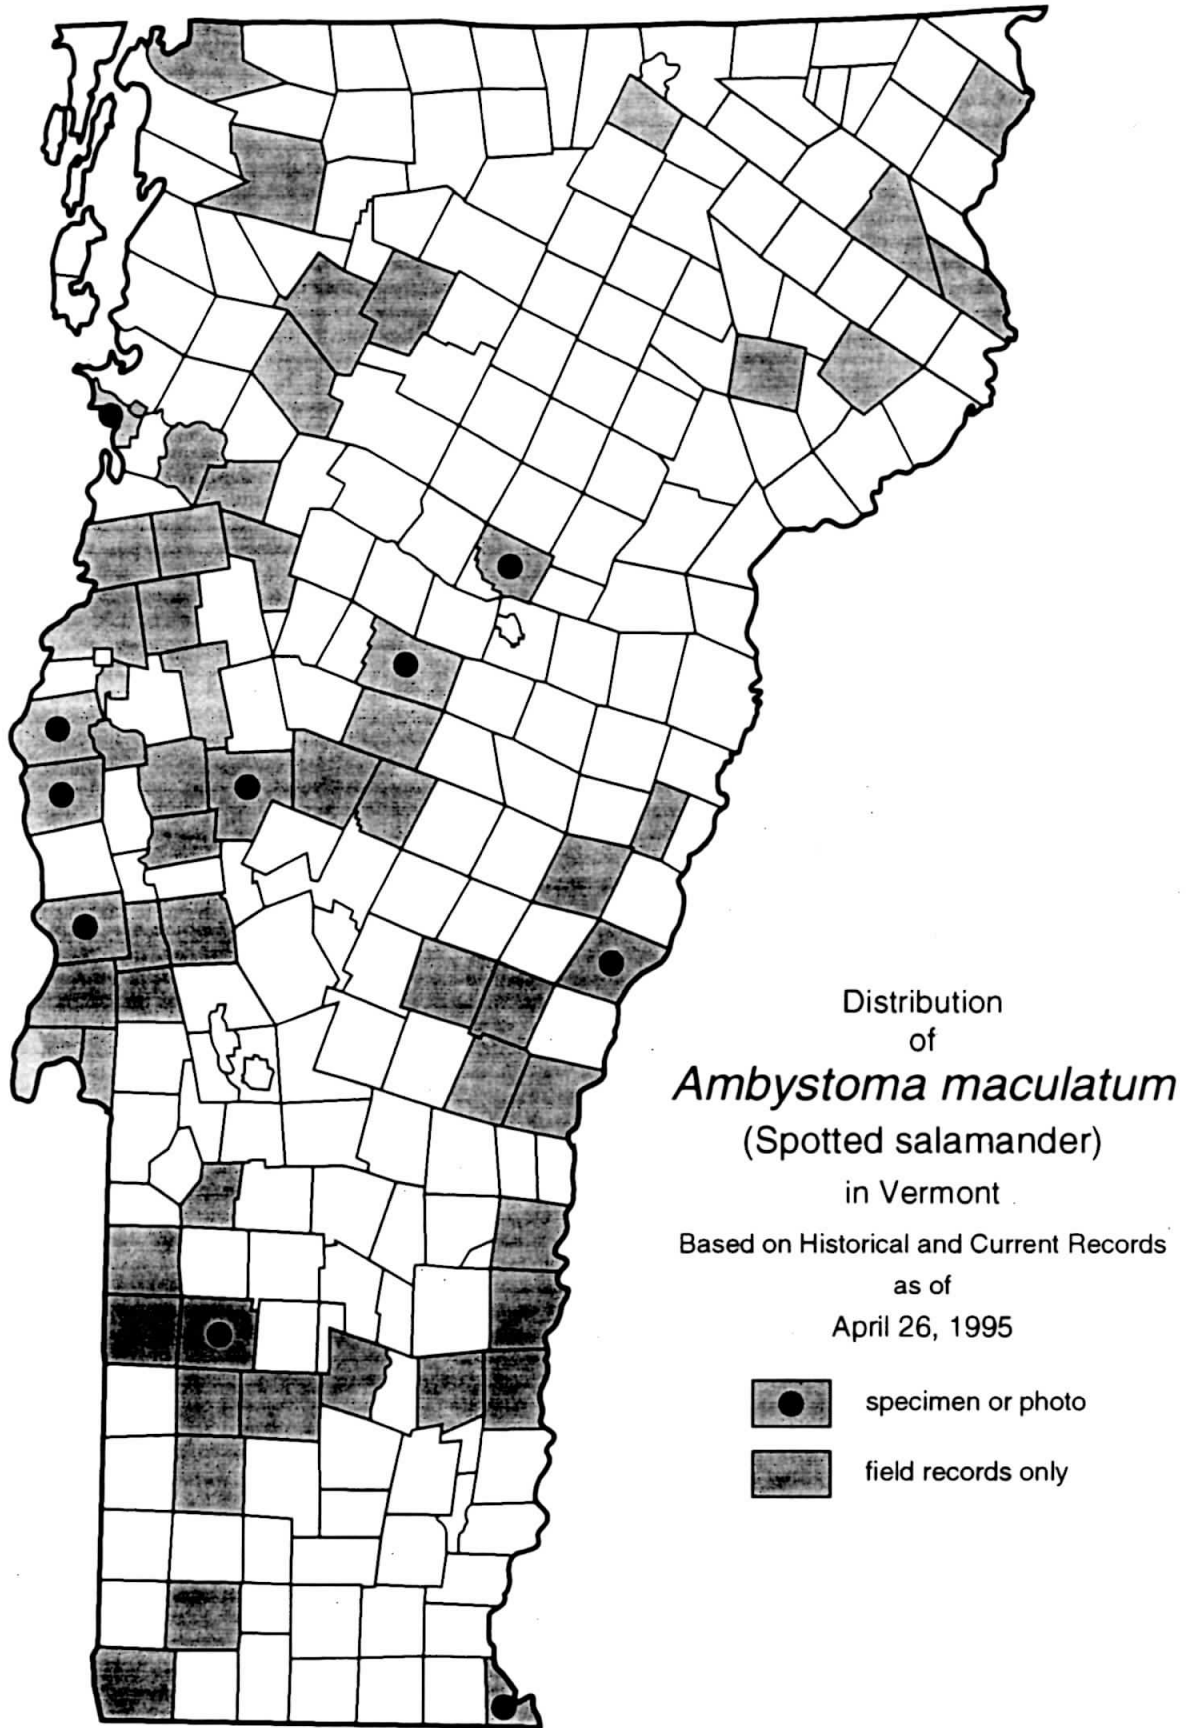 Distribution
of
Ambystoma maculatum
(Spotted salamander)
in Vermont
Based on Historical and Current Records
as of
April 26, 1995
specimen or photo
field records only